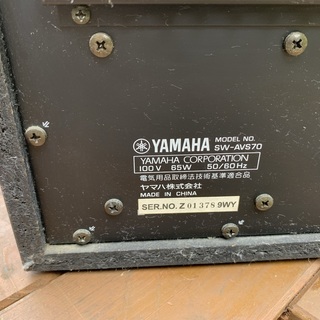 YAMAHA MODEL NO.
SW-AVS70
YAMAHA CORPORATION
100V 65W 50/60Hz
電気用品取締法技術基準適合品
ヤマハ株式会社
MADE IN CHINA
SER.NO. Z 01378 9WY